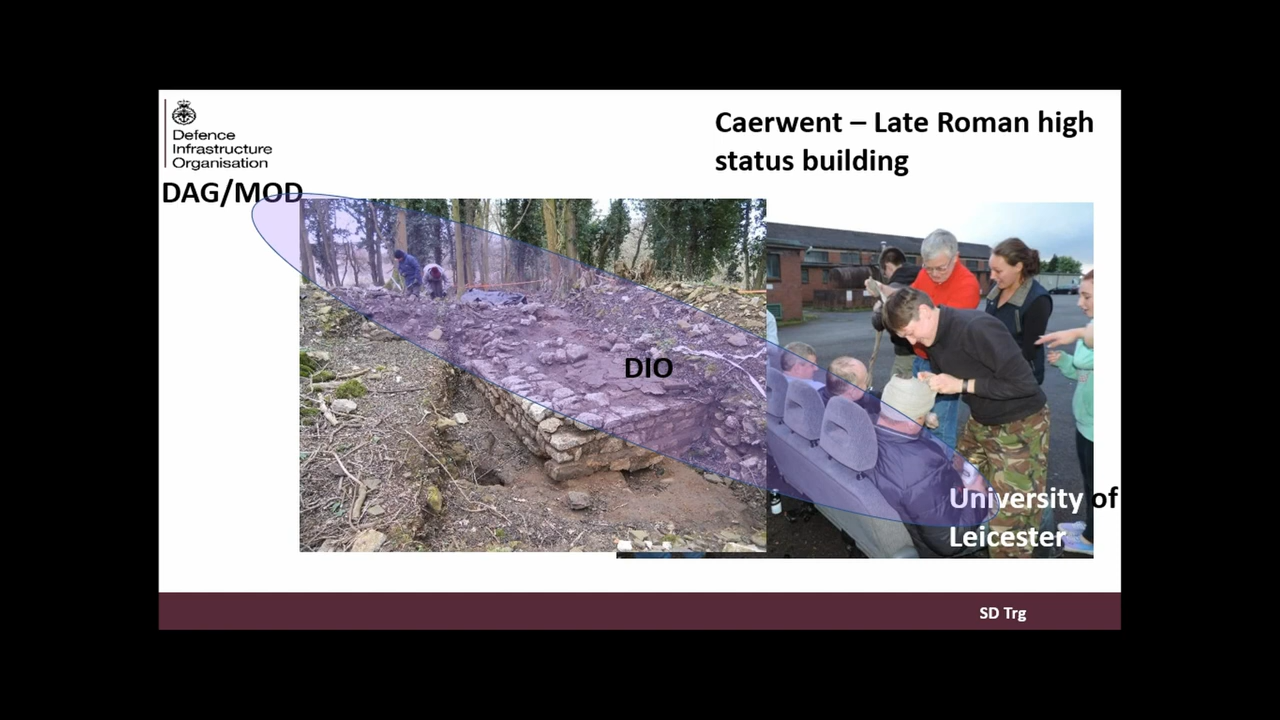 Defence
Infrastructure
Organisation
Caerwent – Late Roman high
status building
DAG/MOD
DIO
University of
Leicester
SD Trg